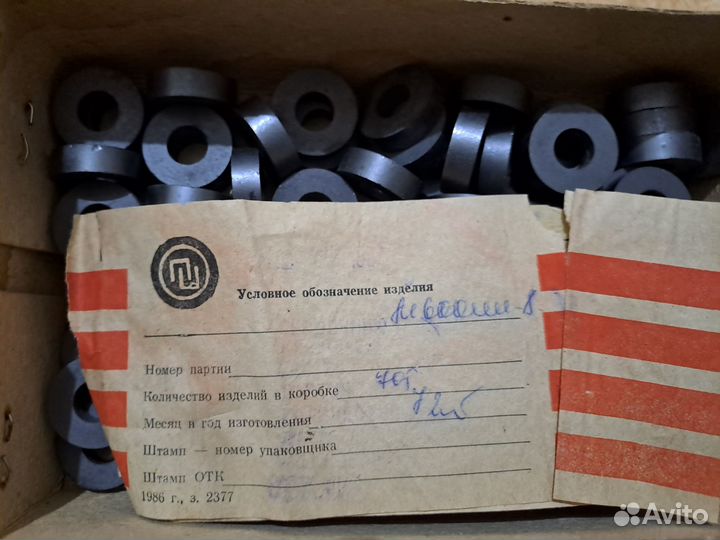 Условное обозначение изделия
Номер партии
Количество изделий в коробке
Месяц и год изготовления
Штамп — номер упаковщика
Штамп ОТК
1986 г., з. 2377
Avito